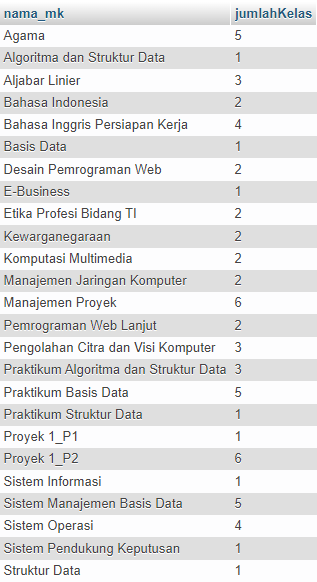 nama_mk jumlahKelas
Agama 5
Algoritma dan Struktur Data 1
Aljabar Linier 3
Bahasa Indonesia 2
Bahasa Inggris Persiapan Kerja 4
Basis Data 1
Desain Pemrograman Web 2
E-Business 1
Etika Profesi Bidang TI 2
Kewarganegaraan 2
Komputasi Multimedia 2
Manajemen Jaringan Komputer 2
Manajemen Proyek 6
Pemrograman Web Lanjut 2
Pengolahan Citra dan Visi Komputer 3
Praktikum Algoritma dan Struktur Data 3
Praktikum Basis Data 5
Praktikum Struktur Data 1
Proyek 1_P1 1
Proyek 1_P2 6
Sistem Informasi 1
Sistem Manajemen Basis Data 5
Sistem Operasi 4
Sistem Pendukung Keputusan 1
Struktur Data 1